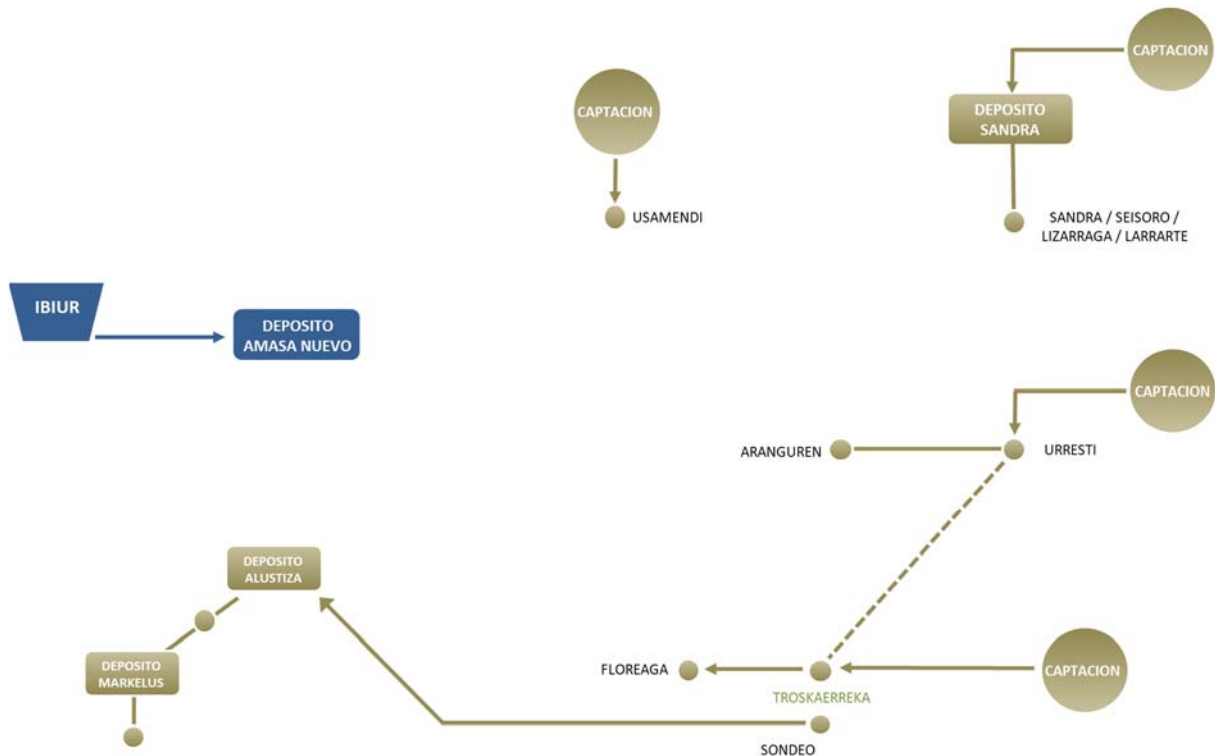 CAPTACION
DEPOSITO
SANDRA
CAPTACION
USAMENDI
SANDRA / SEISORO /
LIZARRAGA / LARRARTE
IBIUR
DEPOSITO
AMASA NUEVO
CAPTACION
ARANGUREN
URRESTI
DEPOSITO
ALUSTIZA
DEPOSITO
MARKELUS
FLOREAGA
CAPTACION
TROSKAERREKA
SONDEO